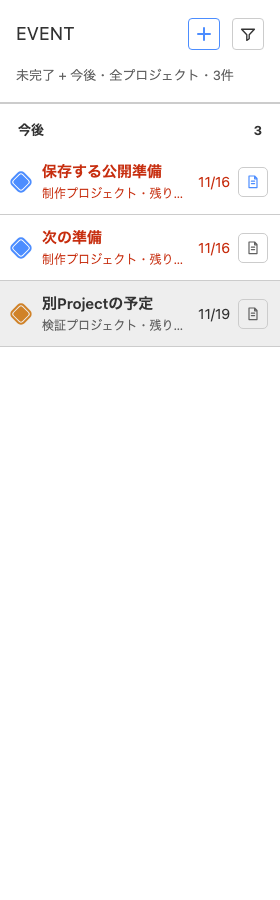 EVENT
未完了 + 今後・全プロジェクト・3件
今後 3
保存する公開準備
制作プロジェクト・残り... 11/16
次の準備
制作プロジェクト・残り... 11/16
別Projectの予定
検証プロジェクト・残り... 11/19